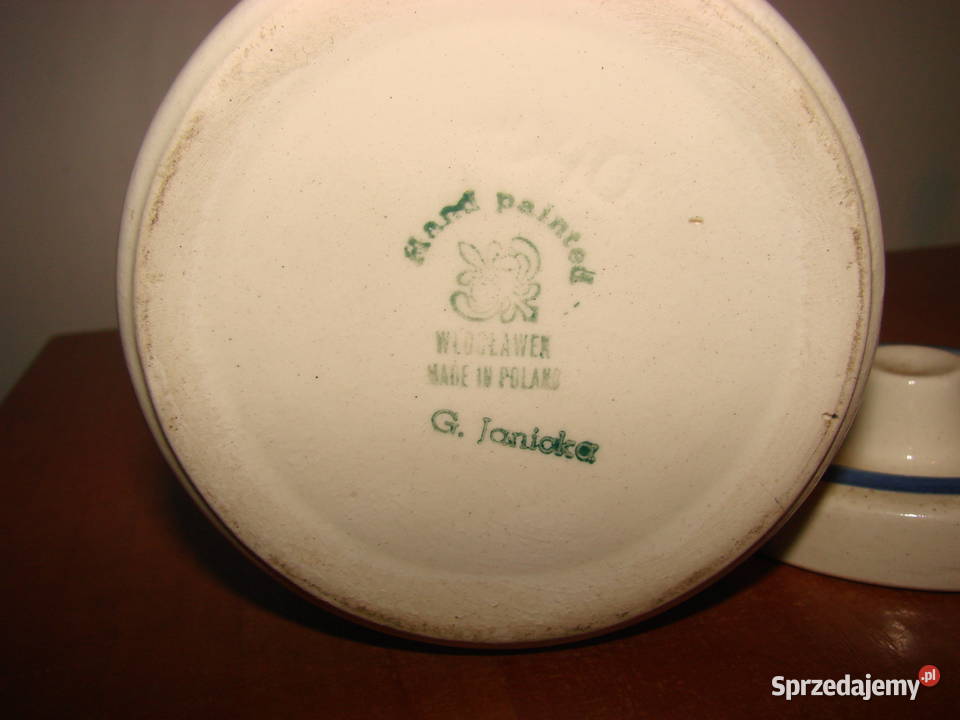 Hand painted
WŁOCŁAWEK
MADE IN POLAND
G. Janicka
Sprzedajemy.pl